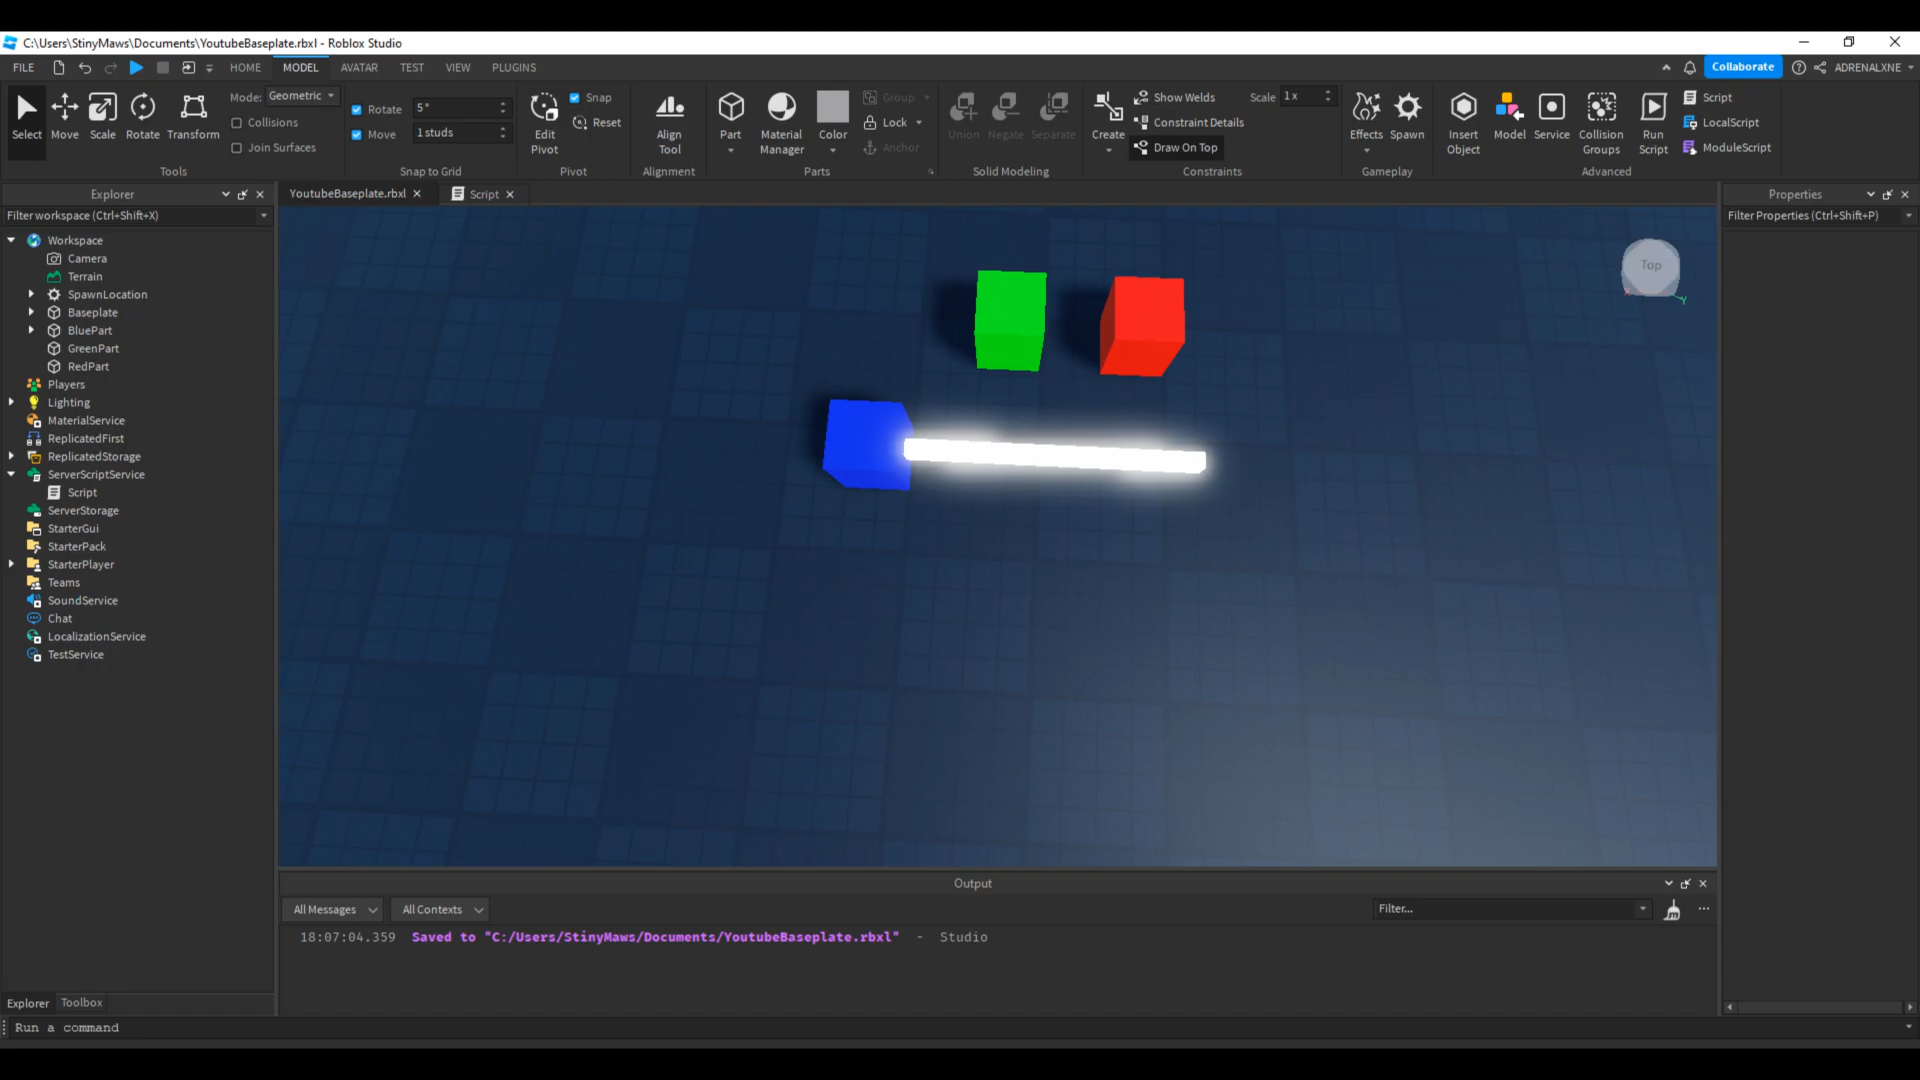 C:\Users\StinyMaws\Documents\YoutubeBaseplate.rbxl - Roblox Studio
FILE HOME MODEL AVATAR TEST VIEW PLUGINS Collaborate ADRENALXNE
Select Move Scale Rotate Transform
Mode: Geometric
Collisions
Join Surfaces
Tools
Rotate 5°
Move 1 studs
Snap to Grid
Edit Pivot
Snap
Reset
Pivot
Align Tool
Alignment
Part
Material Manager
Color
Group
Lock
Anchor
Parts
Union Negate Separate
Solid Modeling
Create
Show Welds
Scale 1 x
Constraint Details
Draw On Top
Constraints
Effects Spawn
Gameplay
Insert Object
Model
Service
Collision Groups
Run Script
Script
LocalScript
ModuleScript
Advanced
Explorer
Filter workspace (Ctrl+Shift+X)
Workspace
Camera
Terrain
SpawnLocation
Baseplate
BluePart
GreenPart
RedPart
Players
Lighting
MaterialService
ReplicatedFirst
ReplicatedStorage
ServerScriptService
Script
ServerStorage
StarterGui
StarterPack
StarterPlayer
Teams
SoundService
Chat
LocalizationService
TestService
Explorer Toolbox
YoutubeBaseplate.rbxl Script
Top
Y
Properties
Filter Properties (Ctrl+Shift+P)
Output
All Messages All Contexts Filter...
18:07:04.359 Saved to "C:/Users/StinyMaws/Documents/YoutubeBaseplate.rbxl" - Studio
Run a command